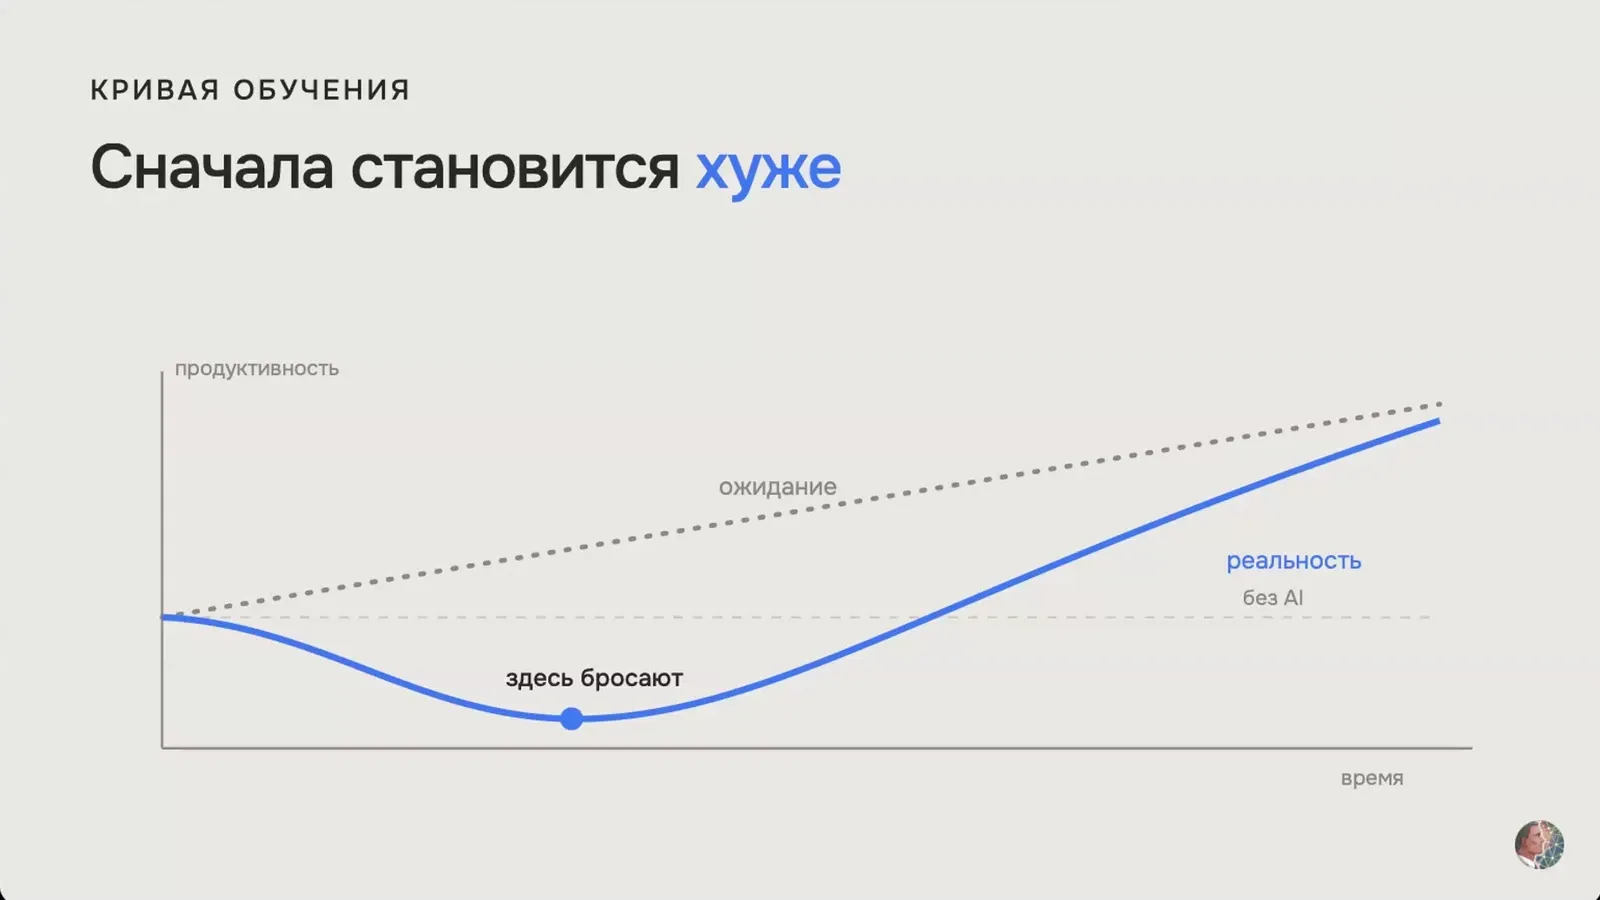 КРИВАЯ ОБУЧЕНИЯ
Сначала становится хуже
продуктивность
ожидание
реальность
без AI
здесь бросают
время